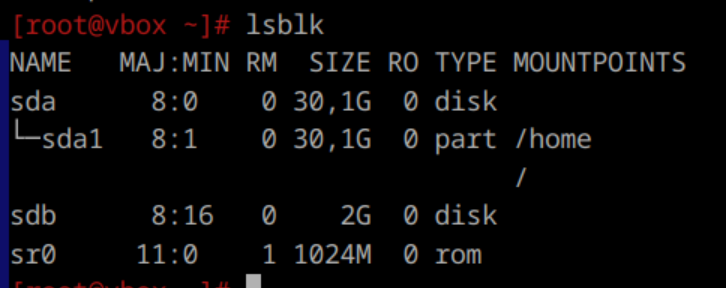 [root@vbox ~]# lsblk
NAME   MAJ:MIN RM  SIZE RO TYPE MOUNTPOINTS
sda      8:0    0 30,1G  0 disk
└─sda1   8:1    0 30,1G  0 part /home
                                /
sdb      8:16   0    2G  0 disk
sr0     11:0    1 1024M  0 rom
[root@vbox ~]#